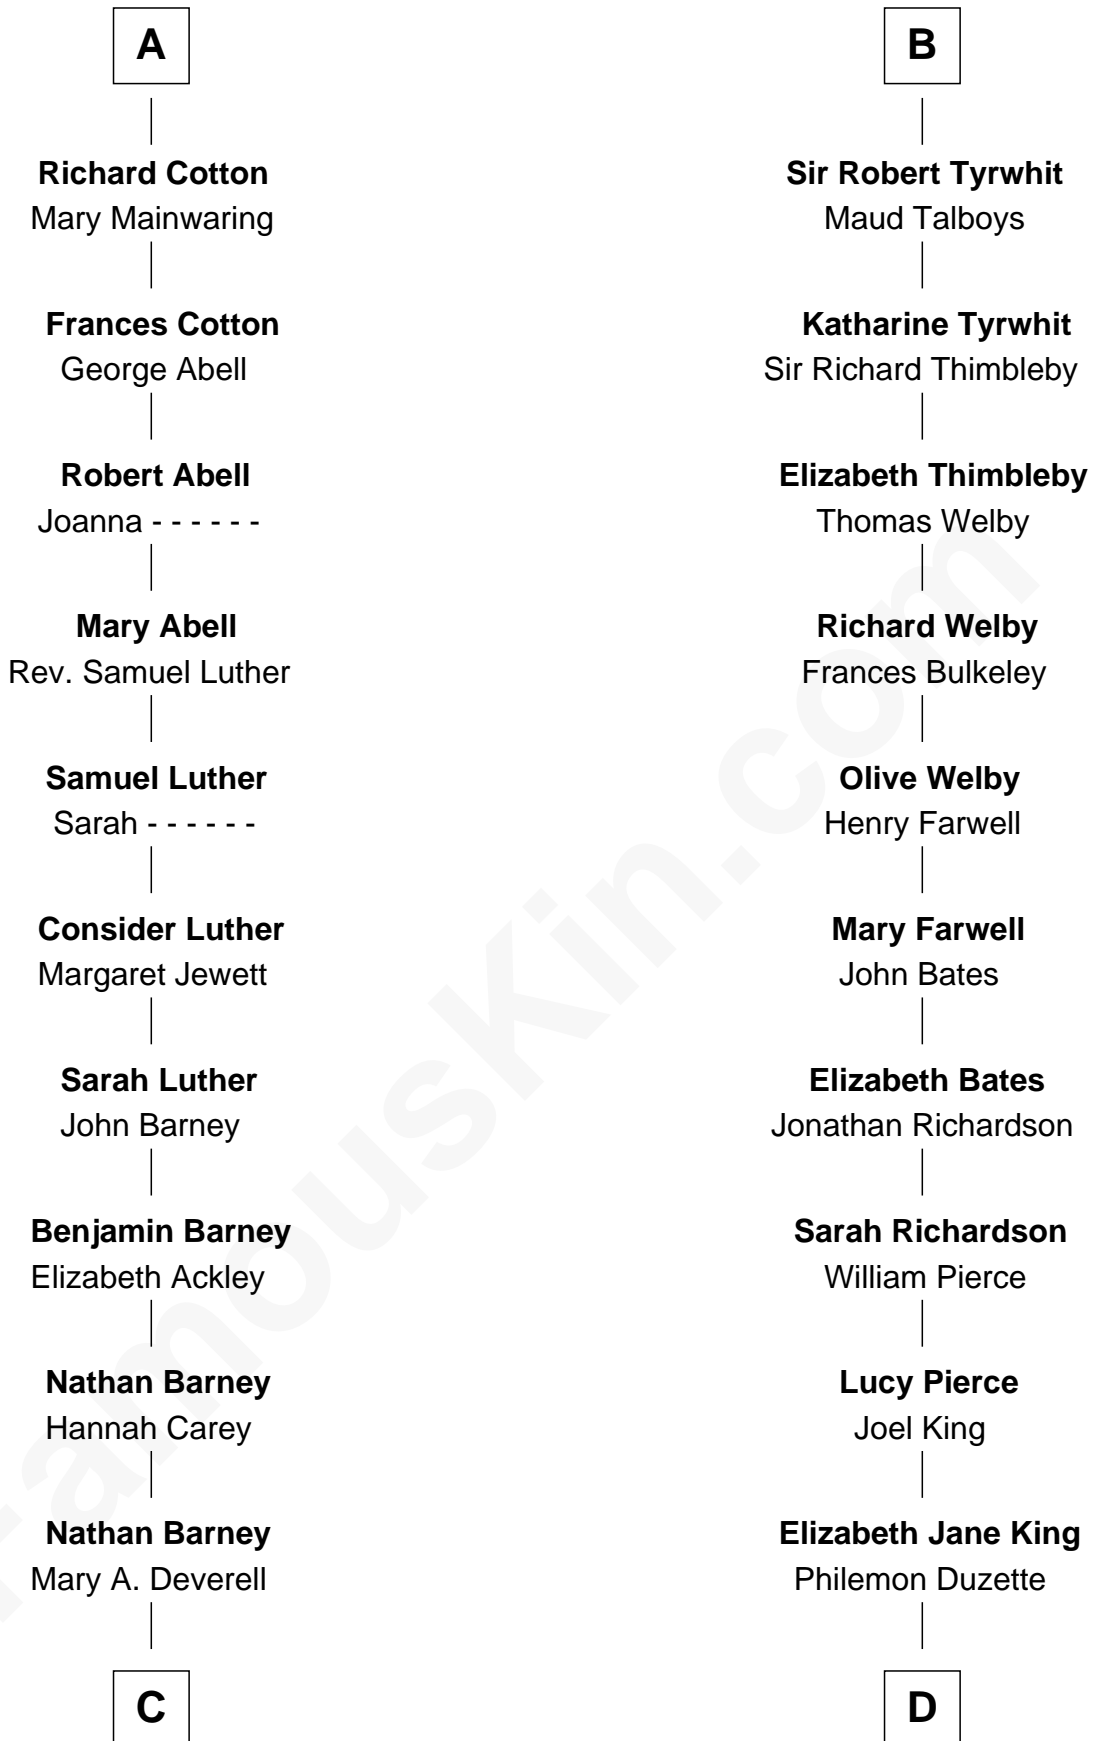 A
Richard Cotton
Mary Mainwaring
Frances Cotton
George Abell
Robert Abell
Joanna - - - - - -
Mary Abell
Rev. Samuel Luther
Samuel Luther
Sarah - - - - - -
Consider Luther
Margaret Jewett
Sarah Luther
John Barney
Benjamin Barney
Elizabeth Ackley
Nathan Barney
Hannah Carey
Nathan Barney
Mary A. Deverell
C
B
Sir Robert Tyrwhit
Maud Talboys
Katharine Tyrwhit
Sir Richard Thimbleby
Elizabeth Thimbleby
Thomas Welby
Richard Welby
Frances Bulkeley
Olive Welby
Henry Farwell
Mary Farwell
John Bates
Elizabeth Bates
Jonathan Richardson
Sarah Richardson
William Pierce
Lucy Pierce
Joel King
Elizabeth Jane King
Philemon Duzette
D
FamousKin.com